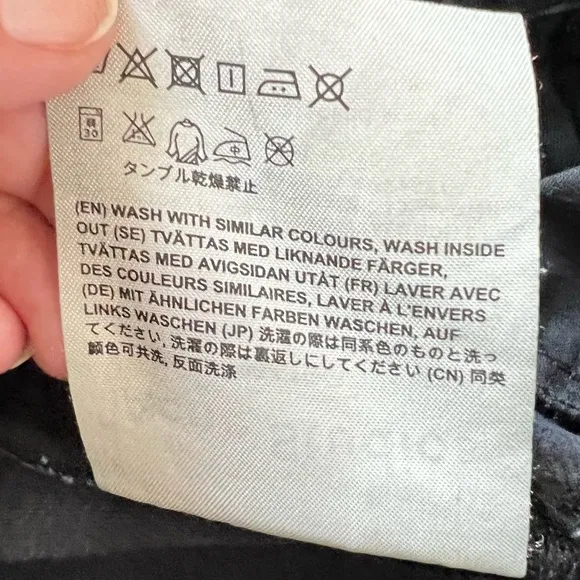 弱
30
中
タンブル乾燥禁止
(EN) WASH WITH SIMILAR COLOURS, WASH INSIDE
OUT (SE) TVÄTTAS MED LIKNANDE FÄRGER,
TVÄTTAS MED AVIGSIDAN UTÅT (FR) LAVER AVEC
DES COULEURS SIMILAIRES, LAVER À L'ENVERS
(DE) MIT ÄHNLICHEN FARBEN WASCHEN, AUF
LINKS WASCHEN (JP) 洗濯の際は同系色のものと洗っ
てください, 洗濯の際は裏返しにしてください (CN) 同类
颜色可共洗, 反面洗涤